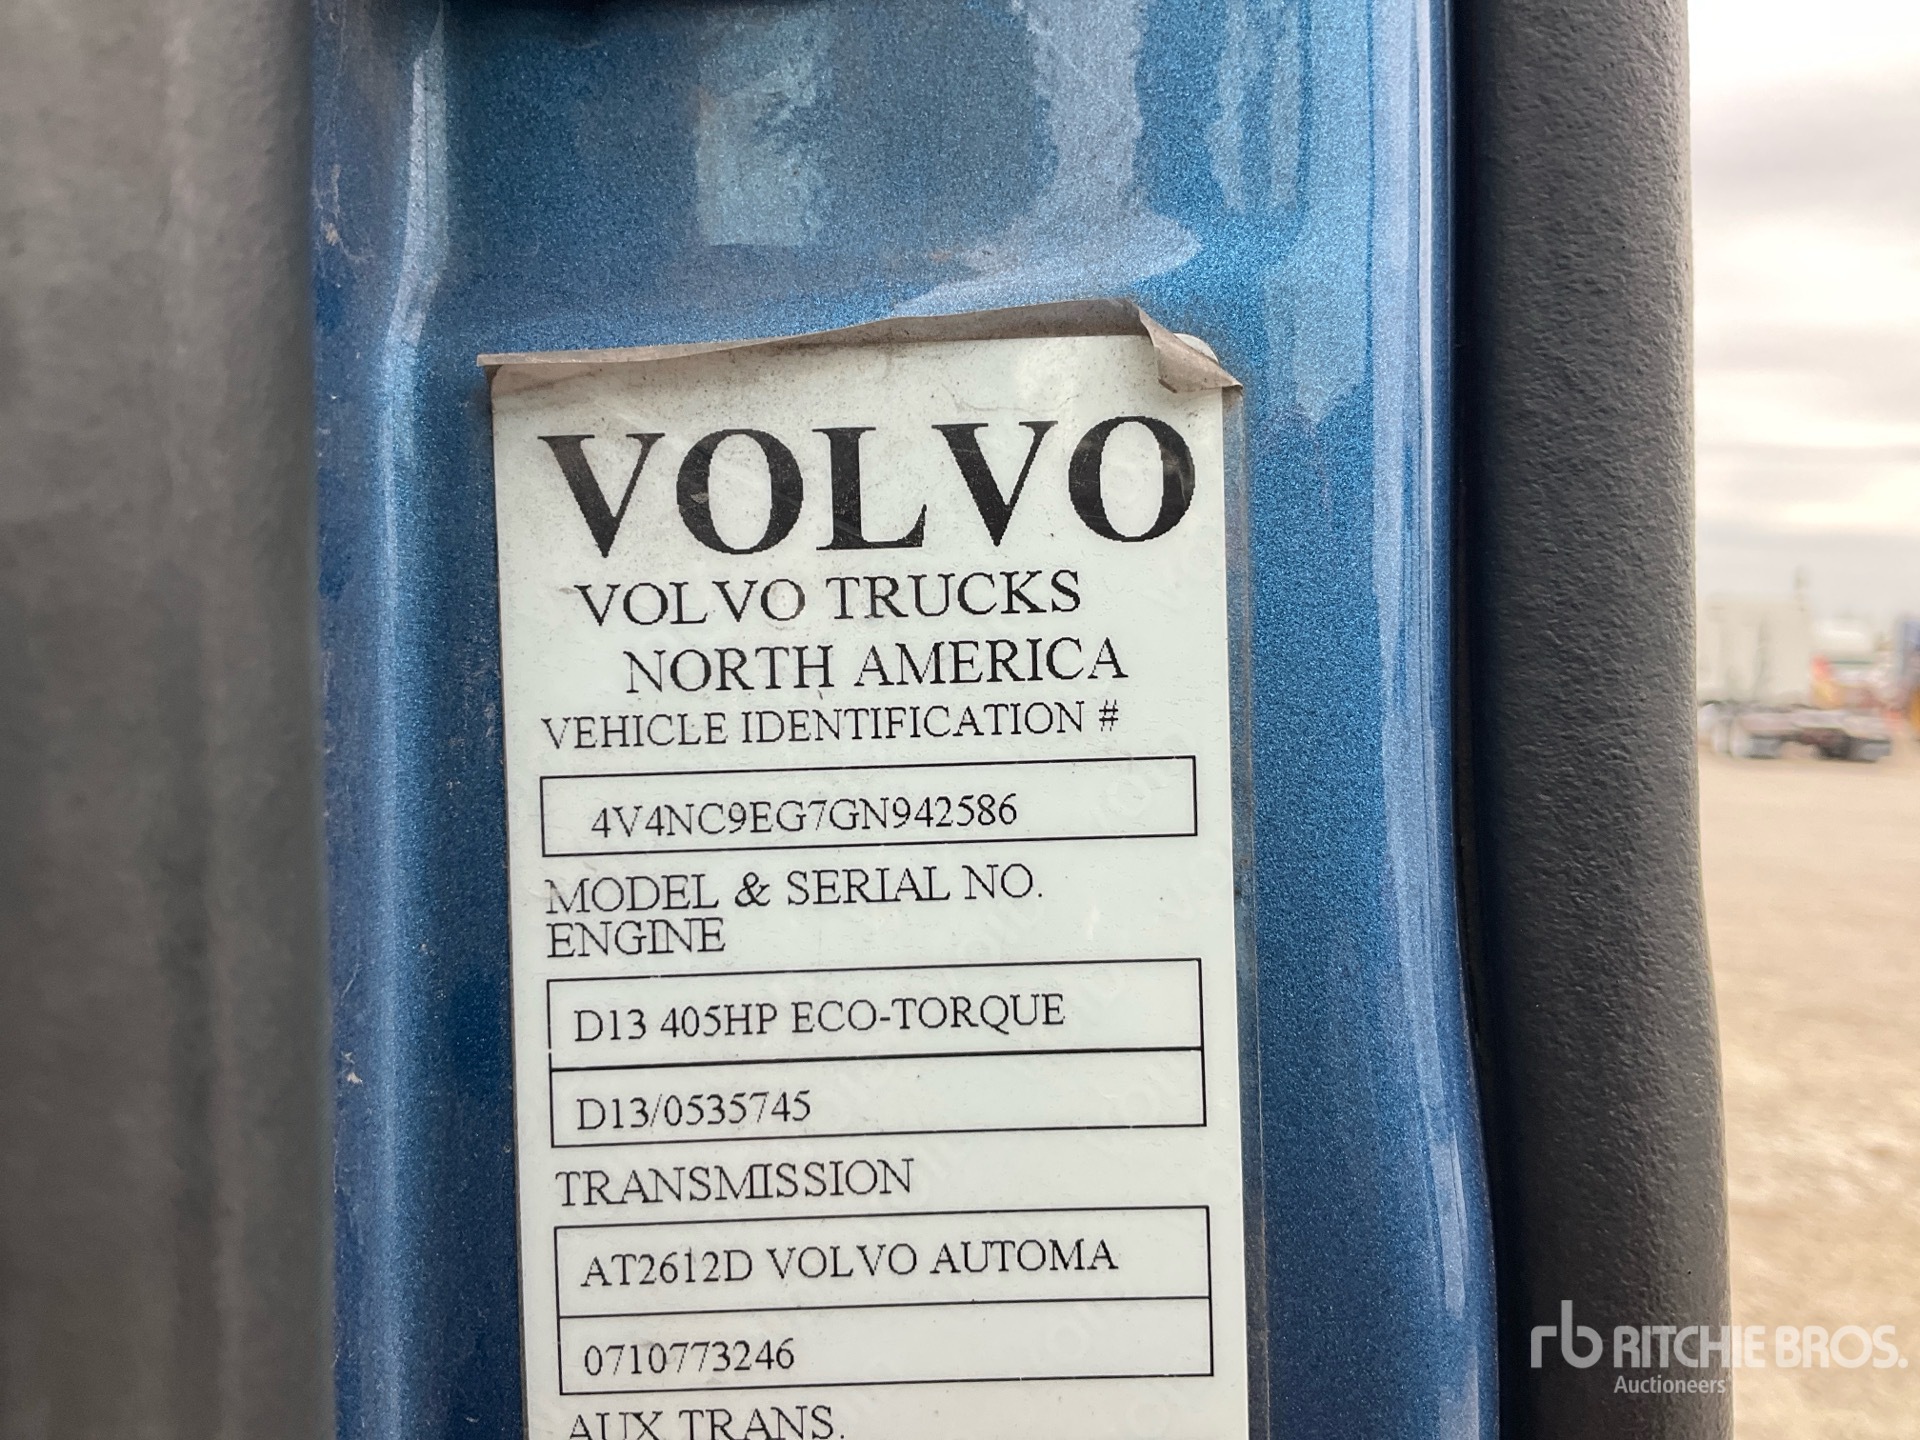 VOLVO
VOLVO TRUCKS
NORTH AMERICA
VEHICLE IDENTIFICATION #
4V4NC9EG7GN942586
MODEL & SERIAL NO.
ENGINE
D13 405HP ECO-TORQUE
D13/0535745
TRANSMISSION
AT2612D VOLVO AUTOMA
0710773246
AUX TRANS.
rb RITCHIE BROS.
Auctioneers